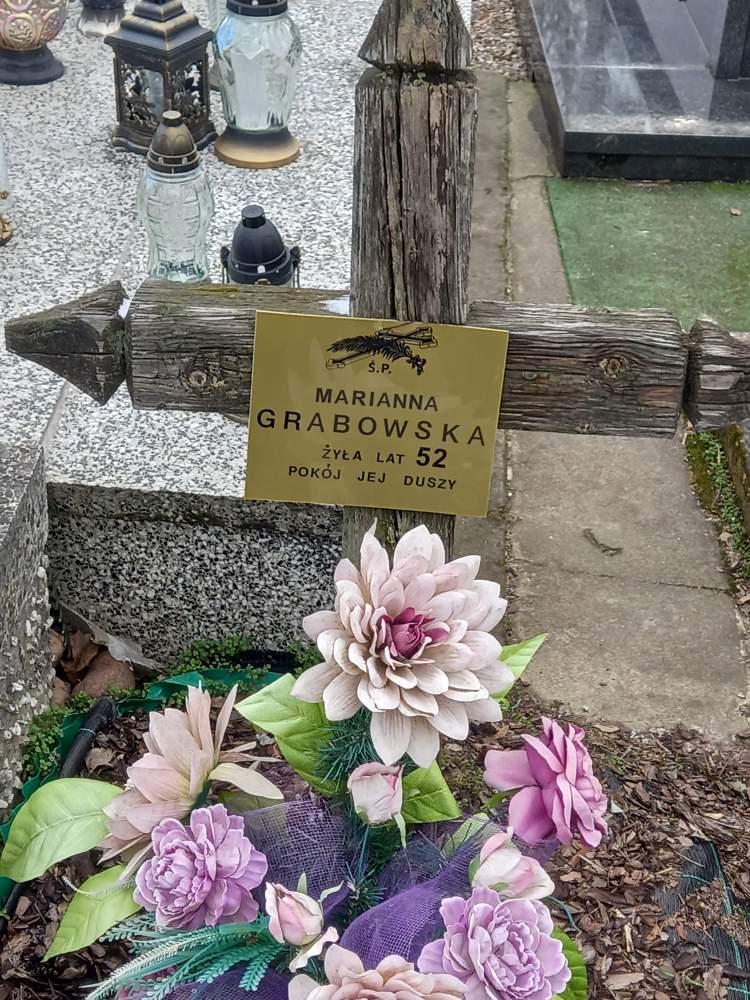 Ś.P.
MARIANNA
GRABOWSKA
ŻYŁA LAT 52
POKÓJ JEJ DUSZY